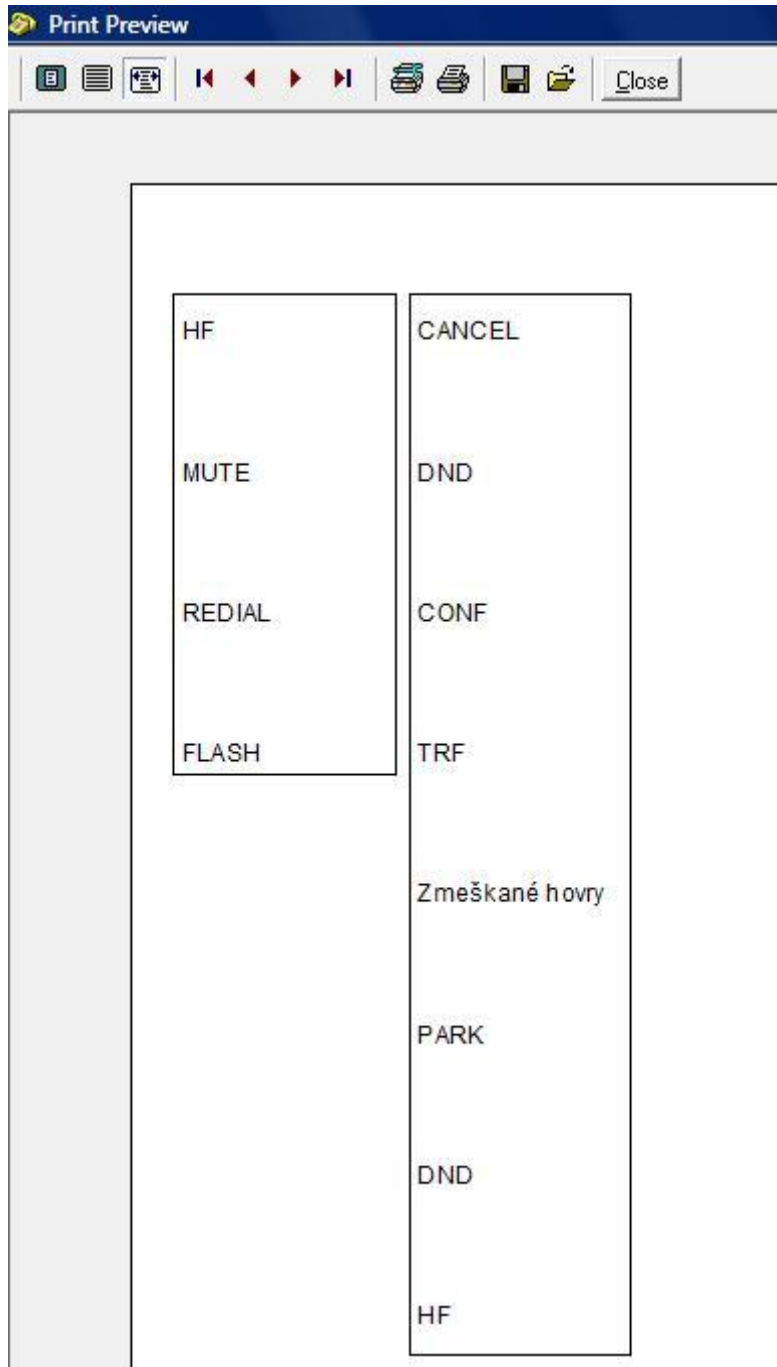 Print Preview
Close
HF
MUTE
REDIAL
FLASH
CANCEL
DND
CONF
TRF
Zmeškané hovry
PARK
DND
HF